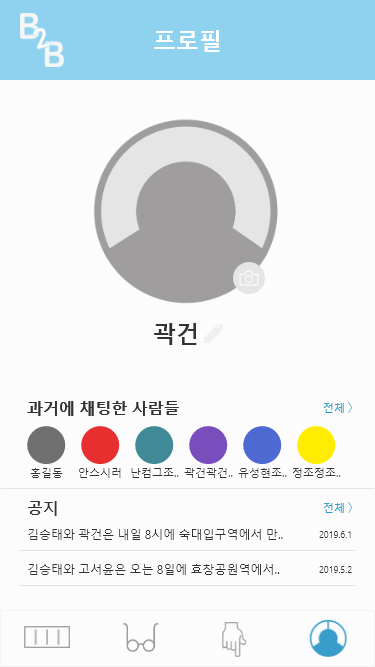 B2B
프로필
곽건
과거에 채팅한 사람들 전체 〉
홍길동 안스시러 난컴그조.. 곽건곽건.. 유성현조.. 정조정조..
공지 전체 〉
김승태와 곽건은 내일 8시에 숙대입구역에서 만.. 2019.6.1
김승태와 고서윤은 오는 8일에 효창공원역에서.. 2019.5.2